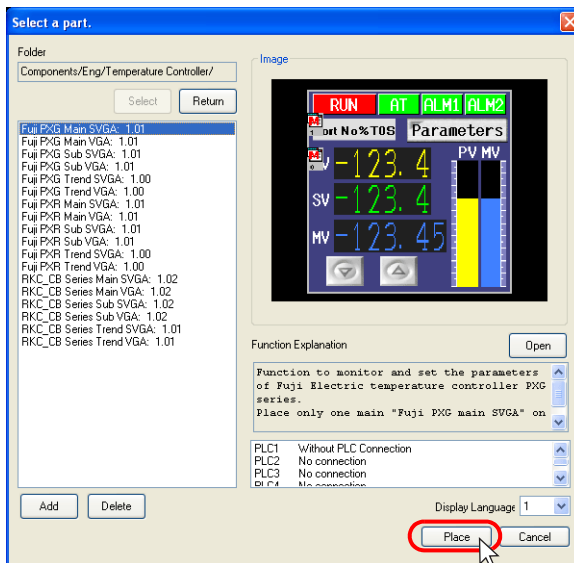 Select a part.
Folder
Components/Eng/Temperature Controller/
Select
Return
Fuji PXG Main SVGA: 1.01
Fuji PXG Main VGA: 1.01
Fuji PXG Sub SVGA: 1.01
Fuji PXG Sub VGA: 1.01
Fuji PXG Trend SVGA: 1.00
Fuji PXG Trend VGA: 1.00
Fuji PXR Main SVGA: 1.01
Fuji PXR Main VGA: 1.01
Fuji PXR Sub SVGA: 1.01
Fuji PXR Sub VGA: 1.01
Fuji PXR Trend SVGA: 1.00
Fuji PXR Trend VGA: 1.00
RKC_CB Series Main SVGA: 1.02
RKC_CB Series Main VGA: 1.02
RKC_CB Series Sub SVGA: 1.02
RKC_CB Series Sub VGA: 1.02
RKC_CB Series Trend SVGA: 1.01
RKC_CB Series Trend VGA: 1.01
Add
Delete
Image
RUN AT ALM1 ALM2
ort No%TOS Parameters
PV MV
-123.4
SV -123.4
MV -123.45
Function Explanation
Open
Function to monitor and set the parameters
of Fuji Electric temperature controller PXG
series.
Place only one main "Fuji PXG main SVGA" on
PLC1 Without PLC Connection
PLC2 No connection
PLC3 No connection
PLC4 No connection
Display Language 1
Place
Cancel